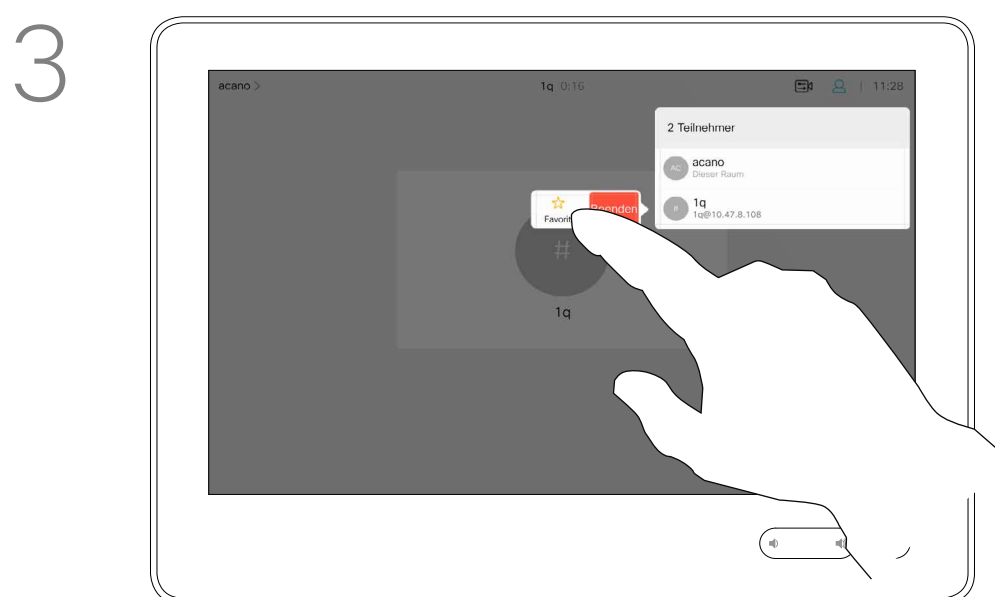 3
acano >
1q 0:16
11:28
2 Teilnehmer
AC
acano
Dieser Raum
1q
1q@10.47.8.108
Beenden
#
1q